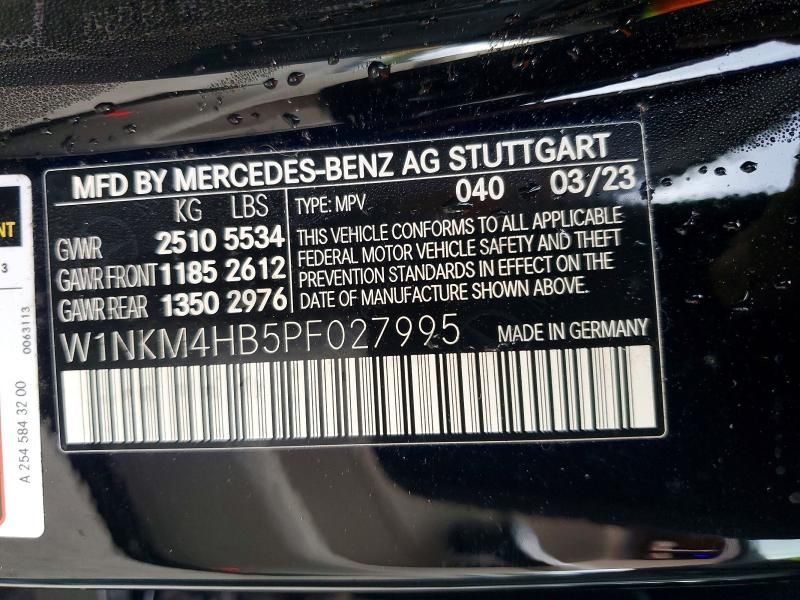 MFD BY MERCEDES-BENZ AG STUTTGART
KG LBS
GVWR 2510 5534
GAWR FRONT 1185 2612
GAWR REAR 1350 2976
TYPE: MPV 040 03/23
THIS VEHICLE CONFORMS TO ALL APPLICABLE
FEDERAL MOTOR VEHICLE SAFETY AND THEFT
PREVENTION STANDARDS IN EFFECT ON THE
DATE OF MANUFACTURE SHOWN ABOVE.
W1NKM4HB5PF027995 MADE IN GERMANY
A 254 584 32 00
0063113